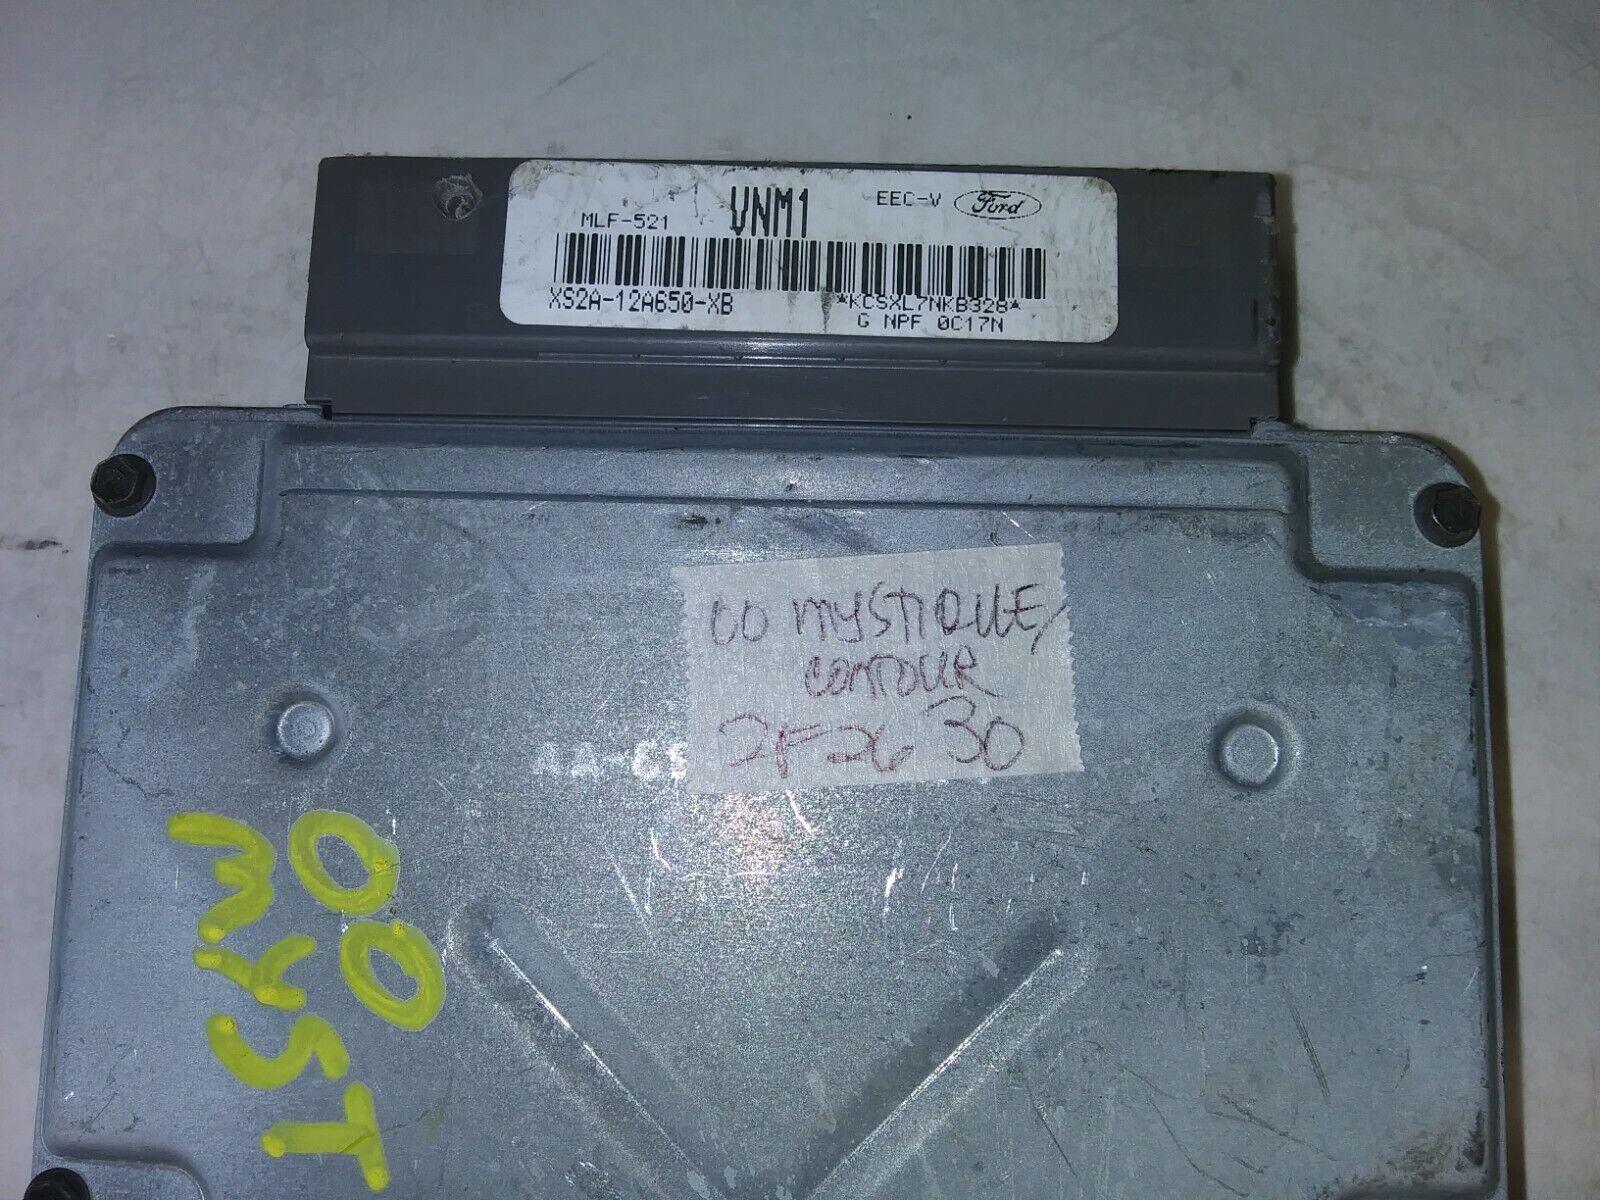 MLF-521 VNM1 EEC-V Ford
XS2A-12A650-XB *KCSXL7NKB328*
G NPF 0C17N
00 MYSTIQUE/
CONTOUR
2F26 30
00
MYST